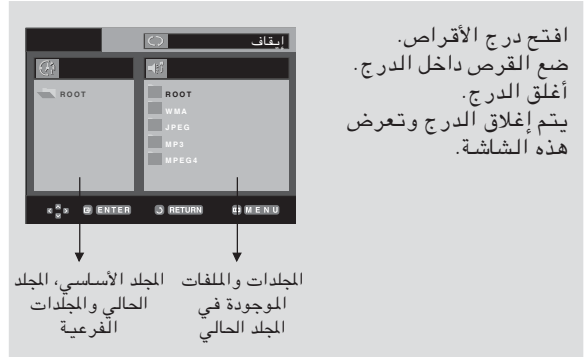 افتح درج الأقراص.
ضع القرص داخل الدرج.
أغلق الدرج.
يتم إغلاق الدرج وتعرض
هذه الشاشة.
إيقاف
ROOT
ROOT
WMA
JPEG
MP3
MPEG4
ENTER RETURN MENU
المجلدات والملفات
الموجودة في
المجلد الحالي
المجلد الأساسي، المجلد
الحالي والمجلدات
الفرعية